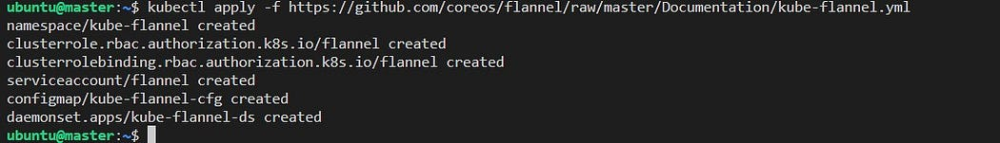 ubuntu@master:~$ kubectl apply -f https://github.com/coreos/flannel/raw/master/Documentation/kube-flannel.yml
namespace/kube-flannel created
clusterrole.rbac.authorization.k8s.io/flannel created
clusterrolebinding.rbac.authorization.k8s.io/flannel created
serviceaccount/flannel created
configmap/kube-flannel-cfg created
daemonset.apps/kube-flannel-ds created
ubuntu@master:~$